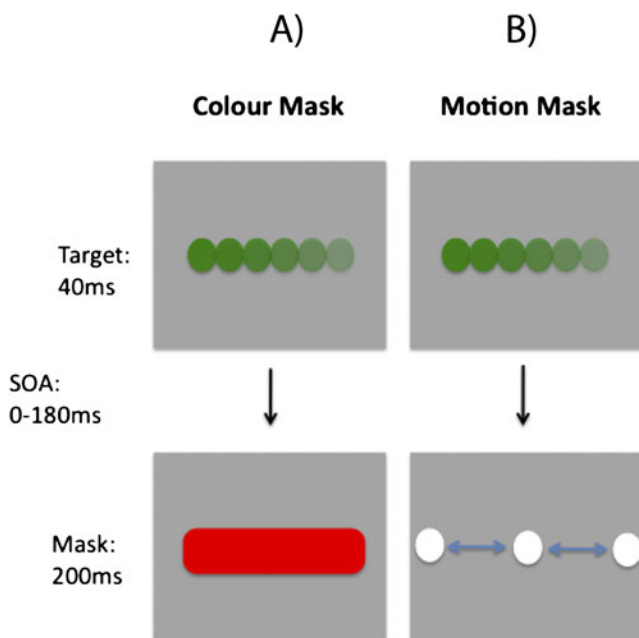 A) B)
Colour Mask Motion Mask
Target:
40ms
SOA:
0-180ms
Mask:
200ms